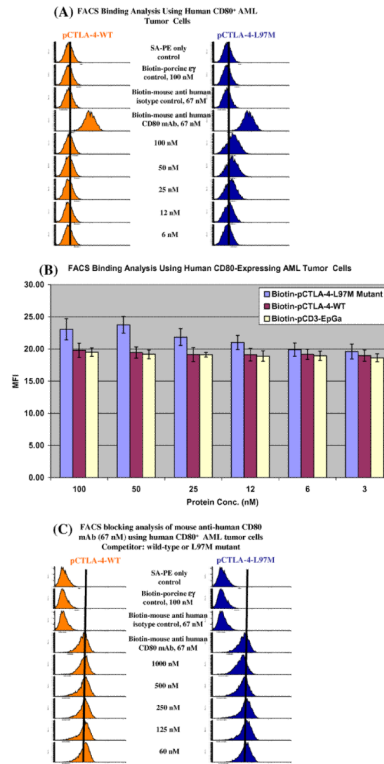 (A) FACS Binding Analysis Using Human CD80+ AML
Tumor Cells
pCTLA-4-WT
pCTLA-4-L97M
SA-PE only
control
Biotin-porcine εγ
control, 100 nM
Biotin-mouse anti human
isotype control, 67 nM
Biotin-mouse anti human
CD80 mAb, 67 nM
100 nM
50 nM
25 nM
12 nM
6 nM
(B) FACS Binding Analysis Using Human CD80-Expressing AML Tumor Cells
30.00
25.00
20.00
15.00
10.00
5.00
0.00
MFI
Biotin-pCTLA-4-L97M Mutant
Biotin-pCTLA-4-WT
Biotin-pCD3-EpGa
100 50 25 12 6 3
Protein Conc. (nM)
(C) FACS blocking analysis of mouse anti-human CD80
mAb (67 nM) using human CD80+ AML tumor cells
Competitor: wild-type or L97M mutant
pCTLA-4-WT
pCTLA-4-L97M
SA-PE only
control
Biotin-porcine εγ
control, 100 nM
Biotin-mouse anti human
isotype control, 67 nM
Biotin-mouse anti human
CD80 mAb, 67 nM
1000 nM
500 nM
250 nM
125 nM
60 nM